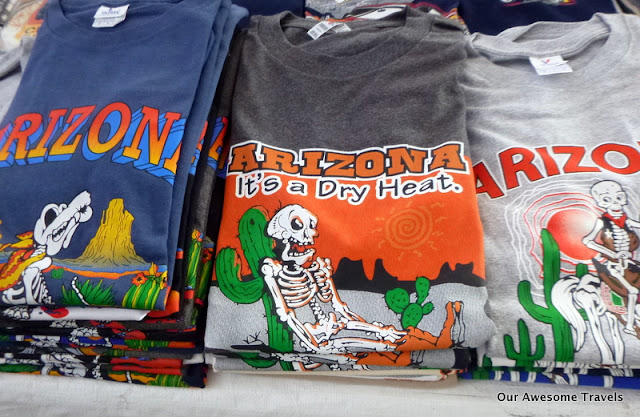 ARIZONA
ARIZONA
It's a Dry Heat.
ARIZO
Our Awesome Travels